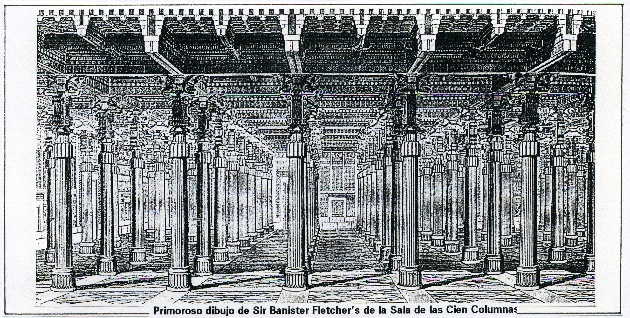 Primoroso dibujo de Sir Banister Fletcher's de la Sala de las Cien Columnas